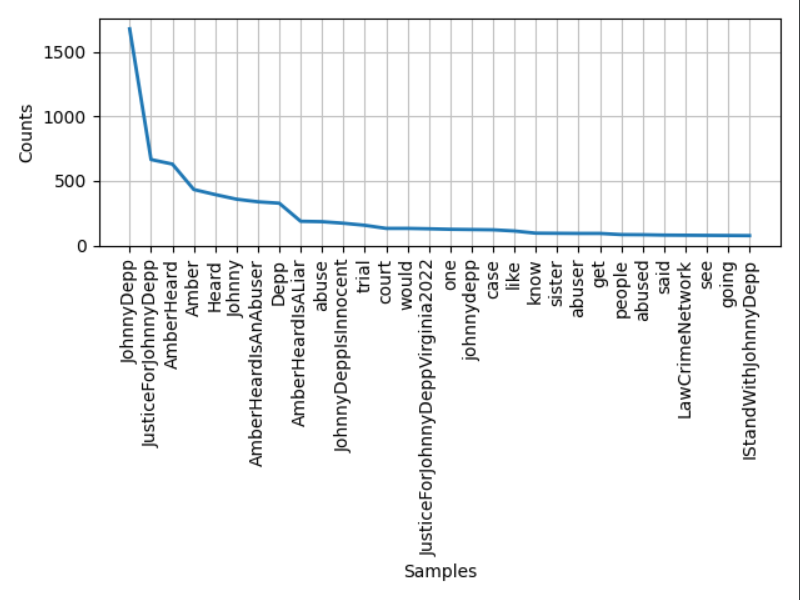 1500
1000
500
0
Counts
JohnnyDepp
JusticeForJohnnyDepp
AmberHeard
Amber
Heard
Johnny
AmberHeardIsAnAbuser
Depp
AmberHeardIsALiar
abuse
JohnnyDeppIsInnocent
trial
court
would
JusticeForJohnnyDeppVirginia2022
one
johnnydepp
case
like
know
sister
abuser
get
people
abused
said
LawCrimeNetwork
see
going
IStandWithJohnnyDepp
Samples